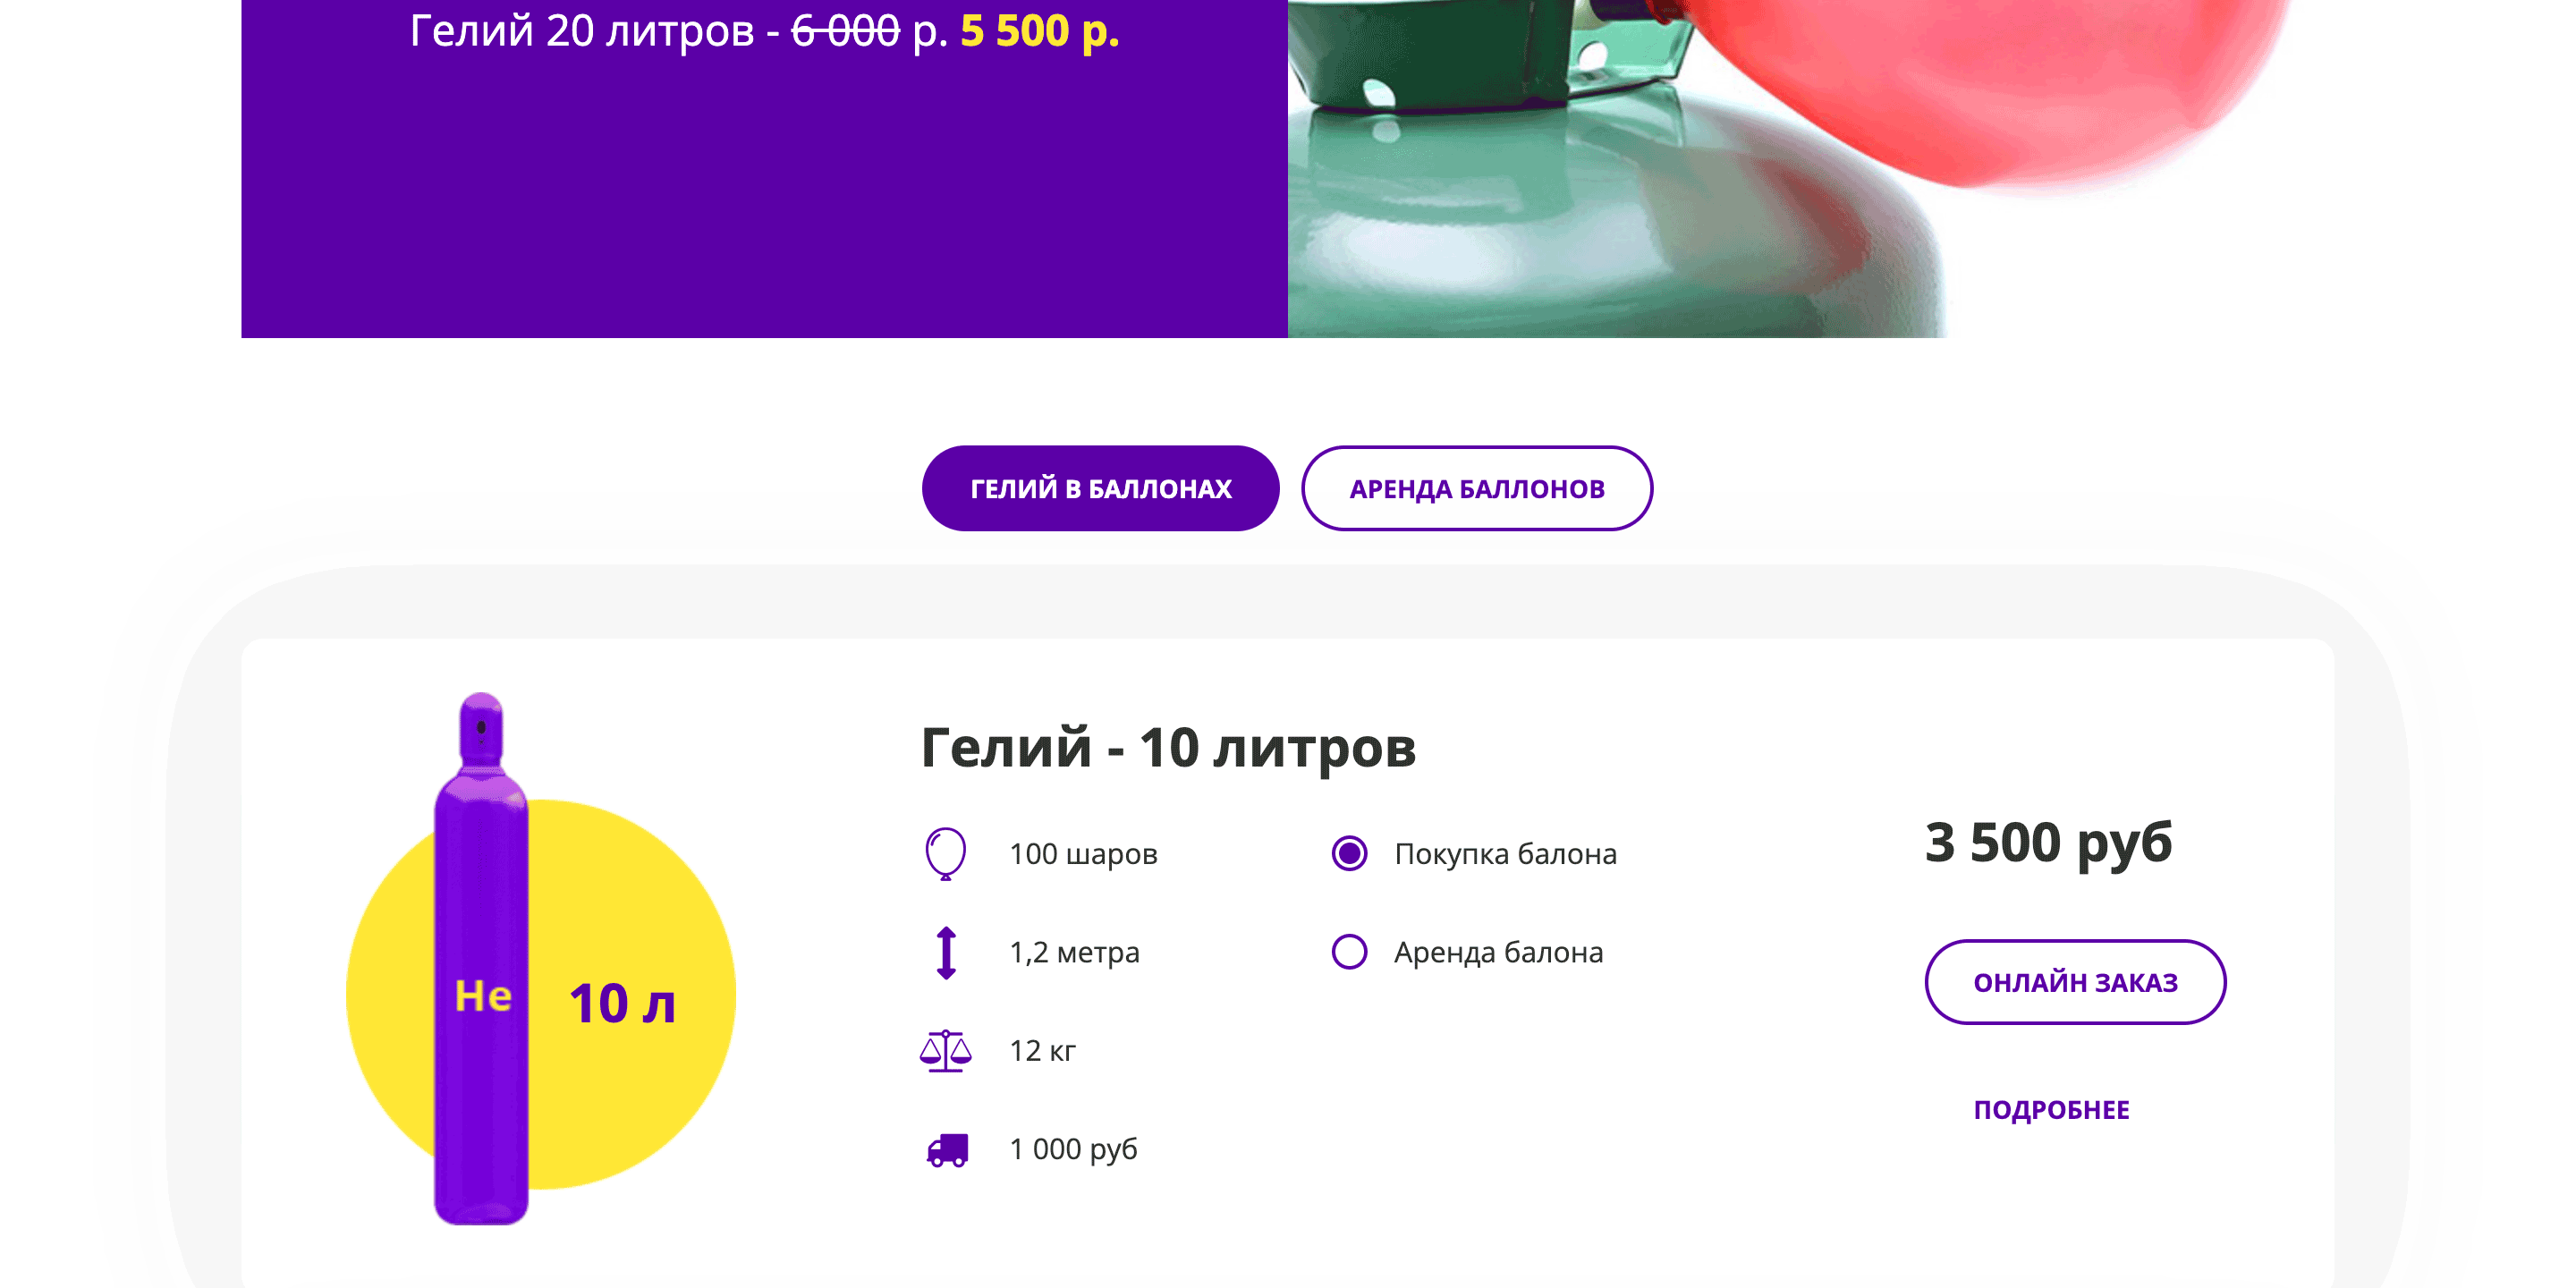 Гелий 20 литров - 6 000 р. 5 500 р.
ГЕЛИЙ В БАЛЛОНАХ
АРЕНДА БАЛЛОНОВ
Гелий - 10 литров
He
10 л
100 шаров
1,2 метра
12 кг
1 000 руб
Покупка балона
Аренда балона
3 500 руб
ОНЛАЙН ЗАКАЗ
ПОДРОБНЕЕ